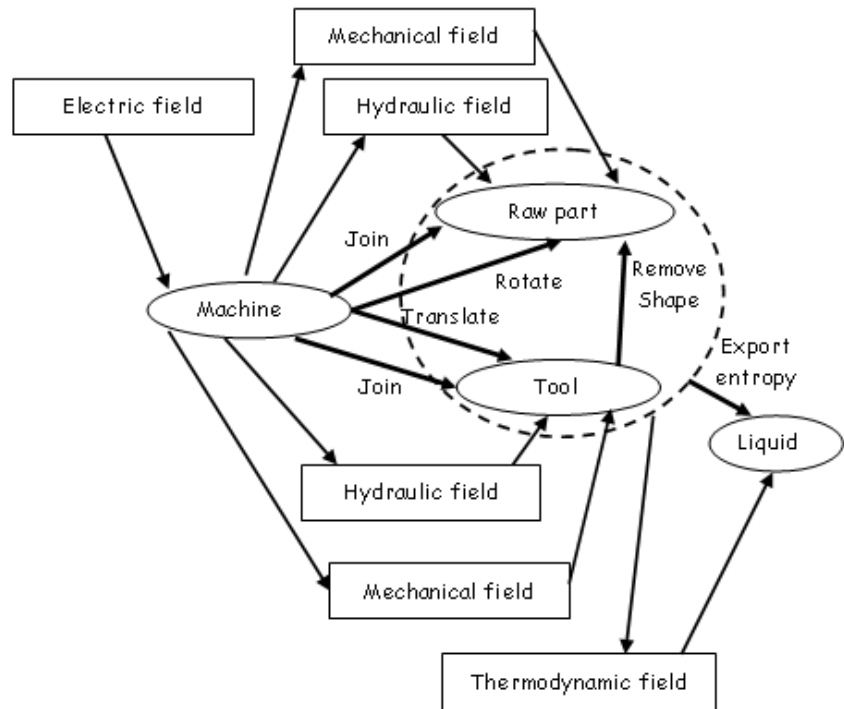 Mechanical field
Electric field
Hydraulic field
Raw part
Join
Remove
Shape
Rotate
Machine
Translate
Export
entropy
Join
Tool
Liquid
Hydraulic field
Mechanical field
Thermodynamic field